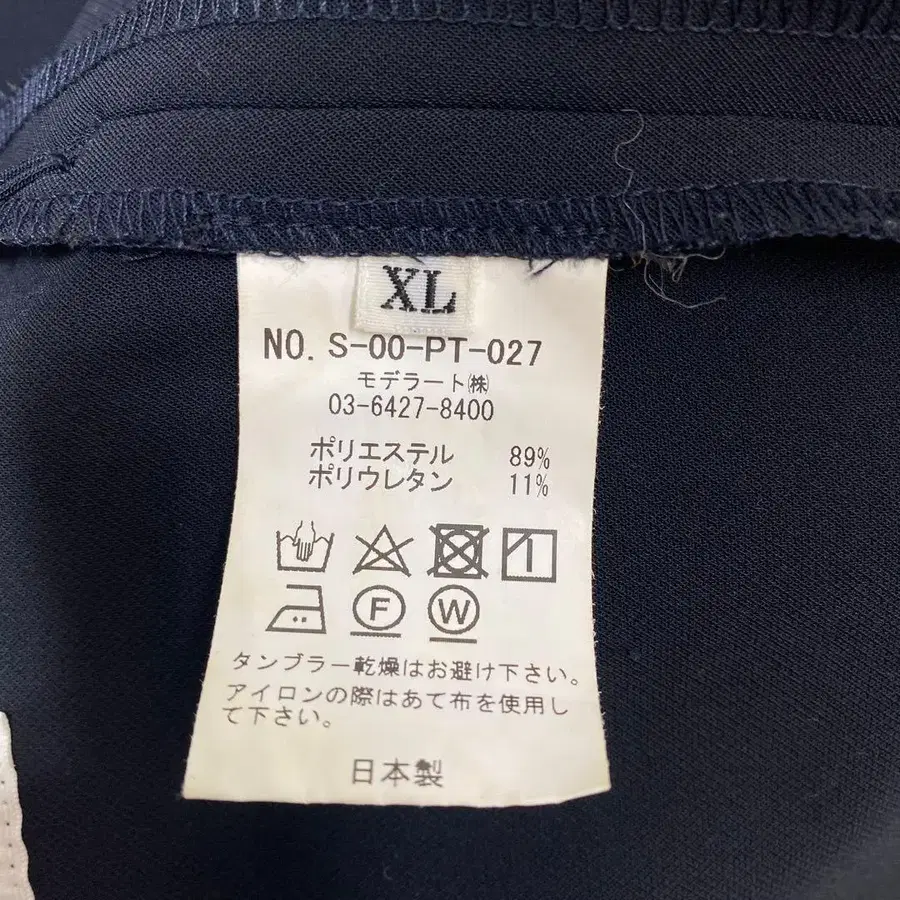 XL
NO. S-00-PT-027
モデラート㈱
03-6427-8400
ポリエステル 89%
ポリウレタン 11%
F W
タンブラー乾燥はお避け下さい。
アイロンの際はあて布を使用し
て下さい。
日本製